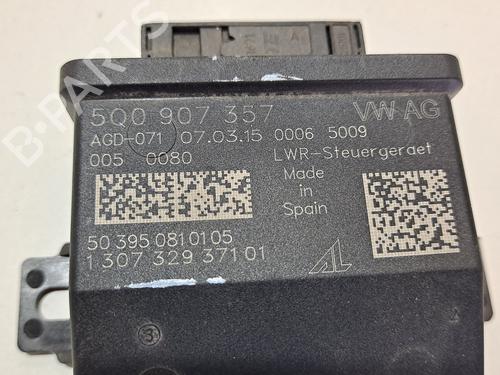 5Q0 907 357 VW AG
AGD-071 07.03.15 0006 5009
005 0080 LWR-Steuergeraet
Made
in
Spain
50 395 081 01 05
1 307 329 371 01
AL
B-PARTS